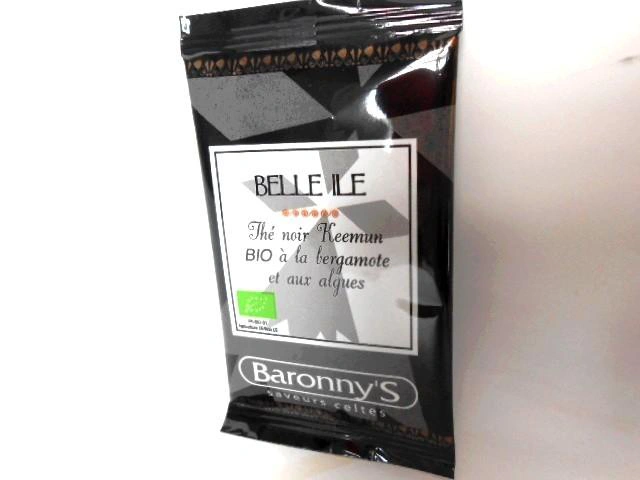 BELLE ILE
Thé noir Keemun
BIO à la bergamote
et aux algues
Baronny'S
saveurs celtes